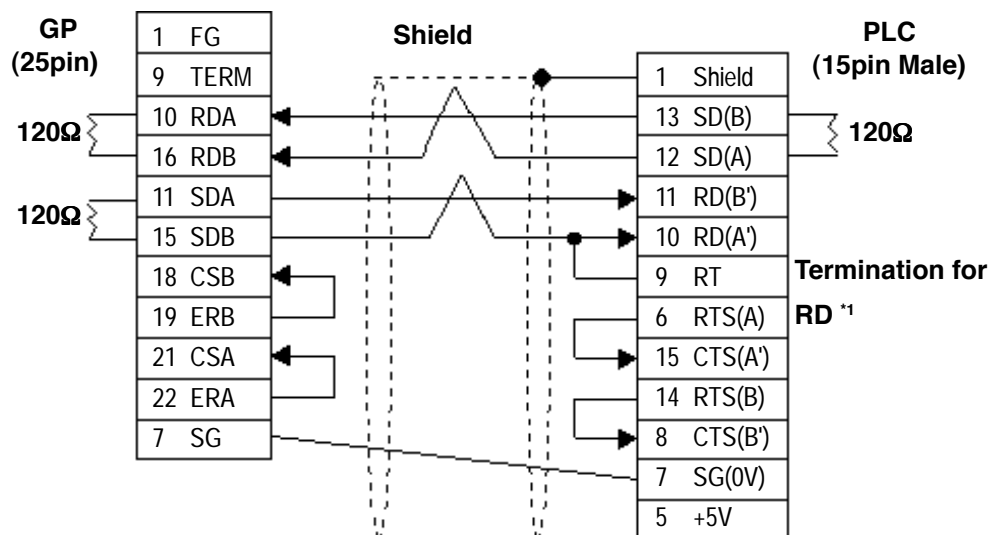 GP
(25pin)
Shield
PLC
(15pin Male)
1 FG
9 TERM
10 RDA
16 RDB
11 SDA
15 SDB
18 CSB
19 ERB
21 CSA
22 ERA
7 SG
120Ω
120Ω
1 Shield
13 SD(B)
12 SD(A)
11 RD(B')
10 RD(A')
9 RT
6 RTS(A)
15 CTS(A')
14 RTS(B)
8 CTS(B')
7 SG(0V)
5 +5V
120Ω
Termination for
RD *1